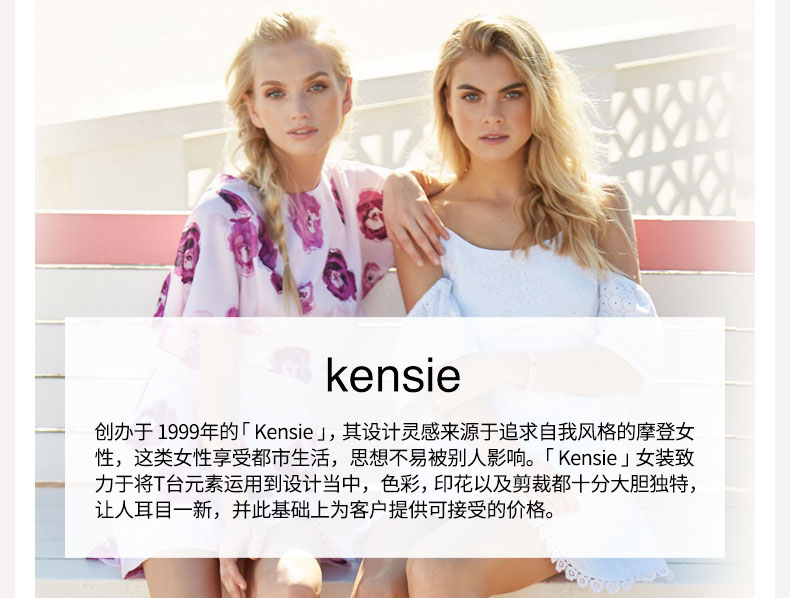 kensie
创办于 1999年的「 Kensie 」，其设计灵感来源于追求自我风格的摩登女
性，这类女性享受都市生活，思想不易被别人影响。「 Kensie 」女装致
力于将T台元素运用到设计当中，色彩，印花以及剪裁都十分大胆独特，
让人耳目一新，并此基础上为客户提供可接受的价格。